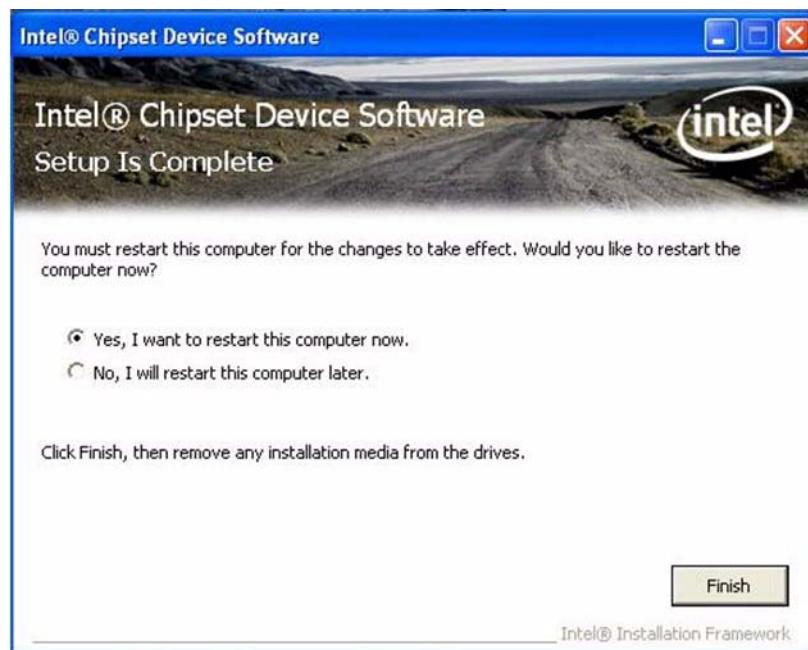 Intel® Chipset Device Software
Intel® Chipset Device Software
intel
Setup Is Complete
You must restart this computer for the changes to take effect. Would you like to restart the
computer now?
Yes, I want to restart this computer now.
No, I will restart this computer later.
Click Finish, then remove any installation media from the drives.
Finish
Intel® Installation Framework